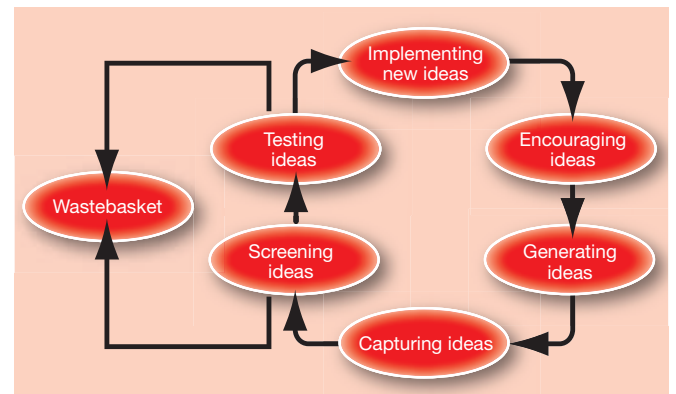 Implementing
new ideas
Testing
ideas
Encouraging
ideas
Wastebasket
Screening
ideas
Generating
ideas
Capturing ideas